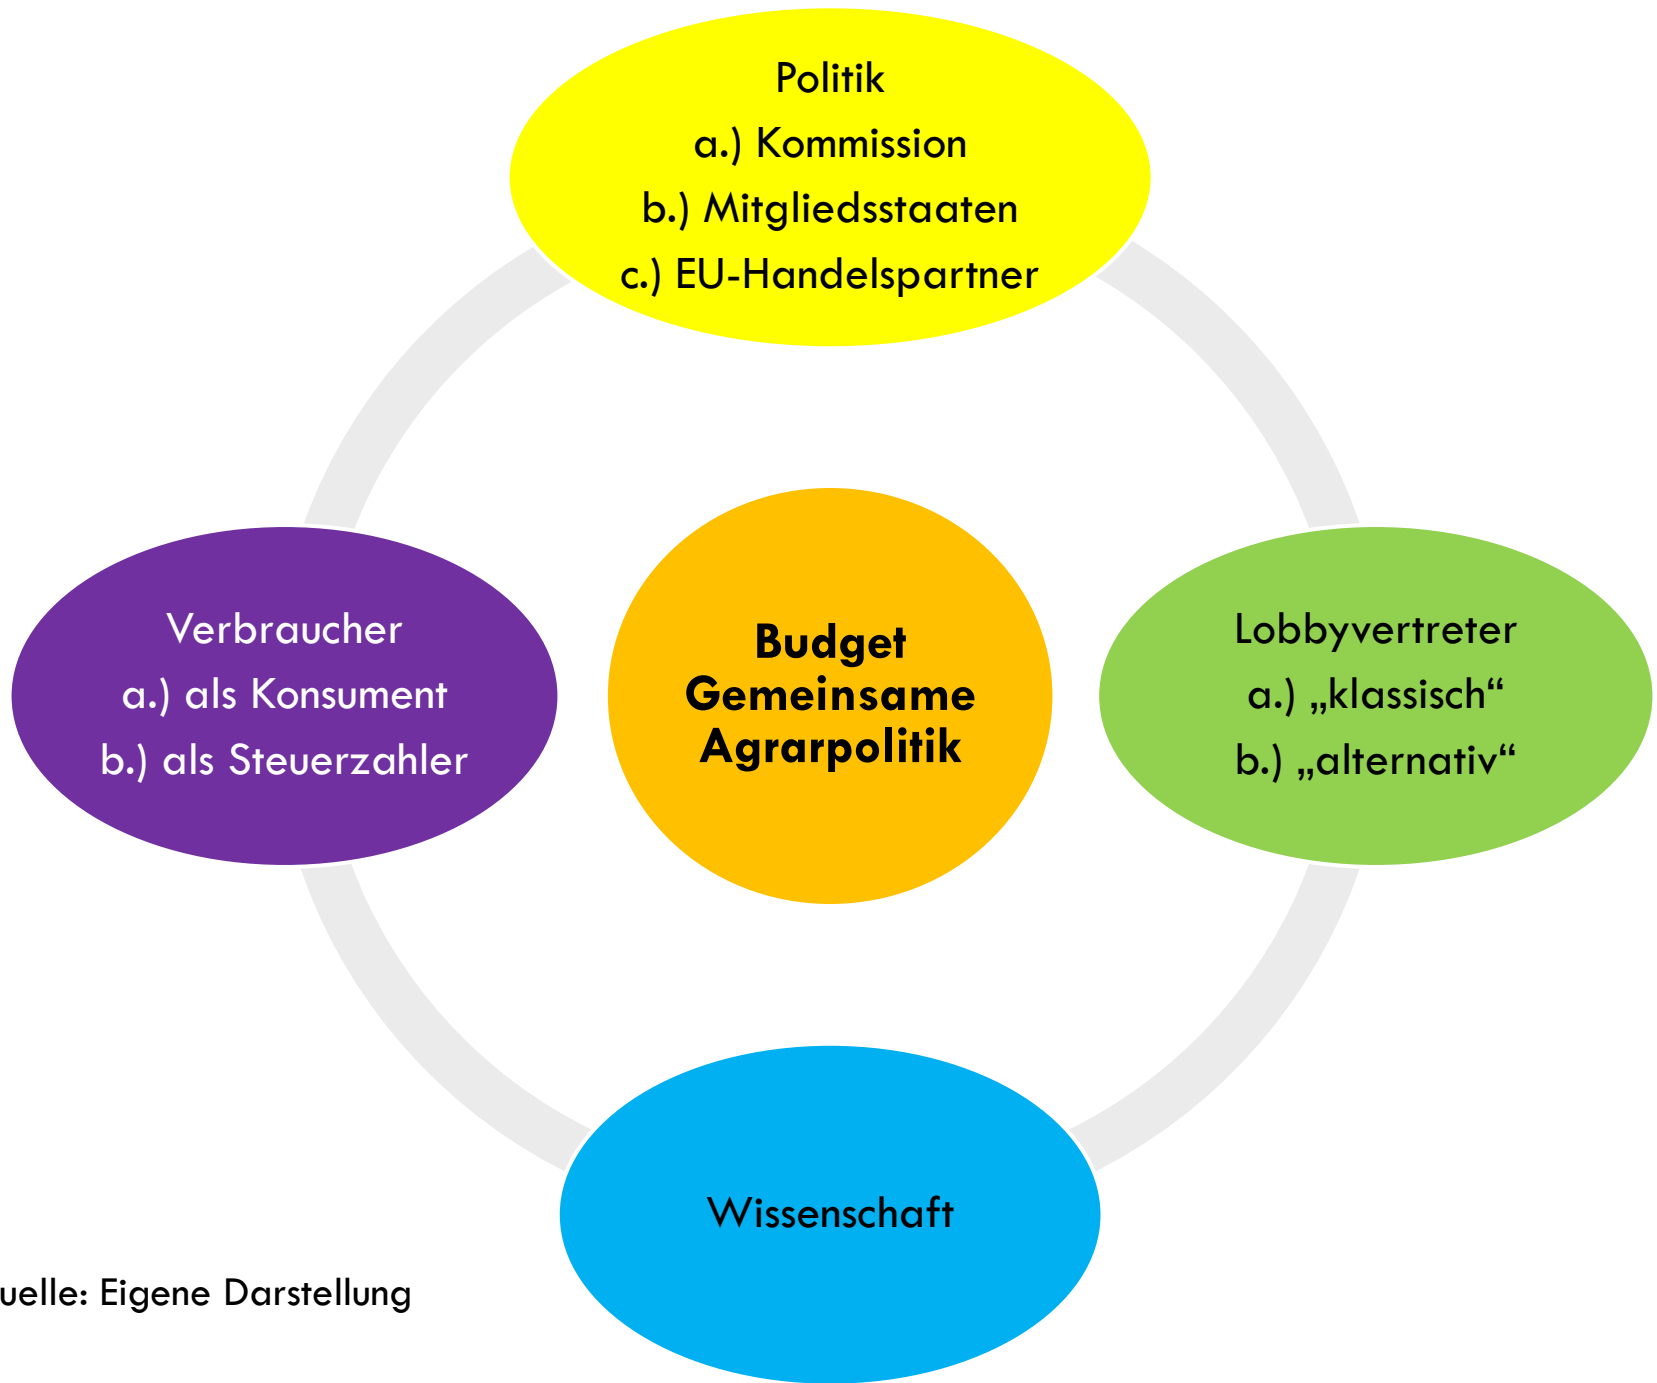 Politik
a.) Kommission
b.) Mitgliedsstaaten
c.) EU-Handelspartner
Verbraucher
a.) als Konsument
b.) als Steuerzahler
Budget
Gemeinsame
Agrarpolitik
Lobbyvertreter
a.) „klassisch“
b.) „alternativ“
Wissenschaft
uelle: Eigene Darstellung